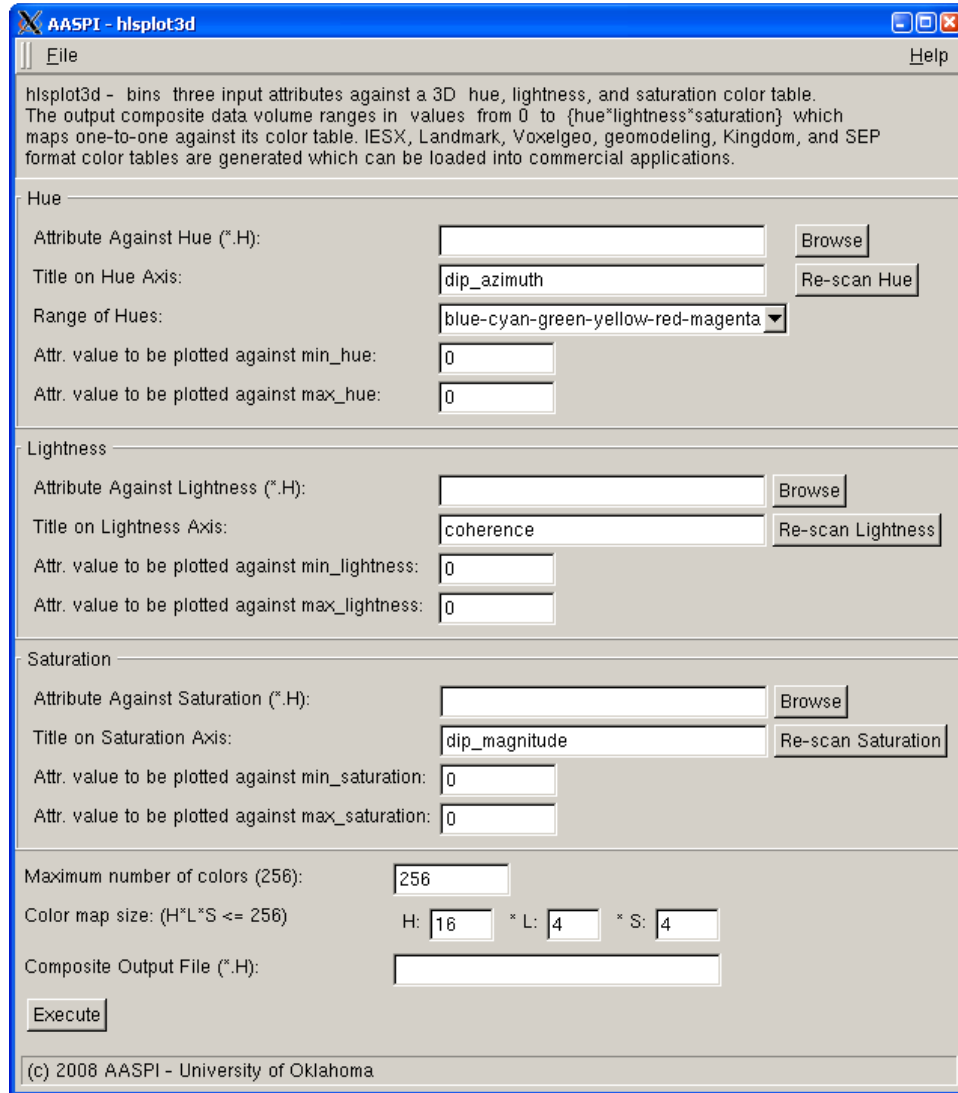 AASPI - hlsplot3d
File Help
hlsplot3d - bins three input attributes against a 3D hue, lightness, and saturation color table.
The output composite data volume ranges in values from 0 to {hue*lightness*saturation} which
maps one-to-one against its color table. IESX, Landmark, Voxelgeo, geomodeling, Kingdom, and SEP
format color tables are generated which can be loaded into commercial applications.
Hue
Attribute Against Hue (*.H): Browse
Title on Hue Axis: dip_azimuth Re-scan Hue
Range of Hues: blue-cyan-green-yellow-red-magenta
Attr. value to be plotted against min_hue: 0
Attr. value to be plotted against max_hue: 0
Lightness
Attribute Against Lightness (*.H): Browse
Title on Lightness Axis: coherence Re-scan Lightness
Attr. value to be plotted against min_lightness: 0
Attr. value to be plotted against max_lightness: 0
Saturation
Attribute Against Saturation (*.H): Browse
Title on Saturation Axis: dip_magnitude Re-scan Saturation
Attr. value to be plotted against min_saturation: 0
Attr. value to be plotted against max_saturation: 0
Maximum number of colors (256): 256
Color map size: (H*L*S <= 256) H: 16 * L: 4 * S: 4
Composite Output File (*.H):
Execute
(c) 2008 AASPI - University of Oklahoma